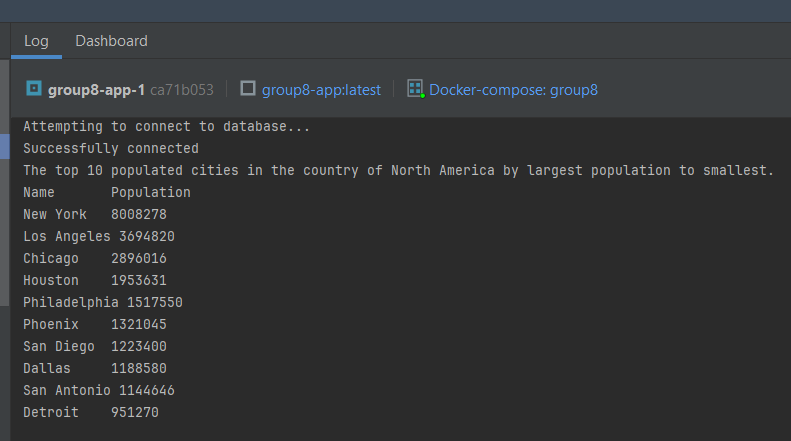 Log Dashboard
group8-app-1 ca71b053 group8-app:latest Docker-compose: group8
Attempting to connect to database...
Successfully connected
The top 10 populated cities in the country of North America by largest population to smallest.
Name Population
New York 8008278
Los Angeles 3694820
Chicago 2896016
Houston 1953631
Philadelphia 1517550
Phoenix 1321045
San Diego 1223400
Dallas 1188580
San Antonio 1144646
Detroit 951270